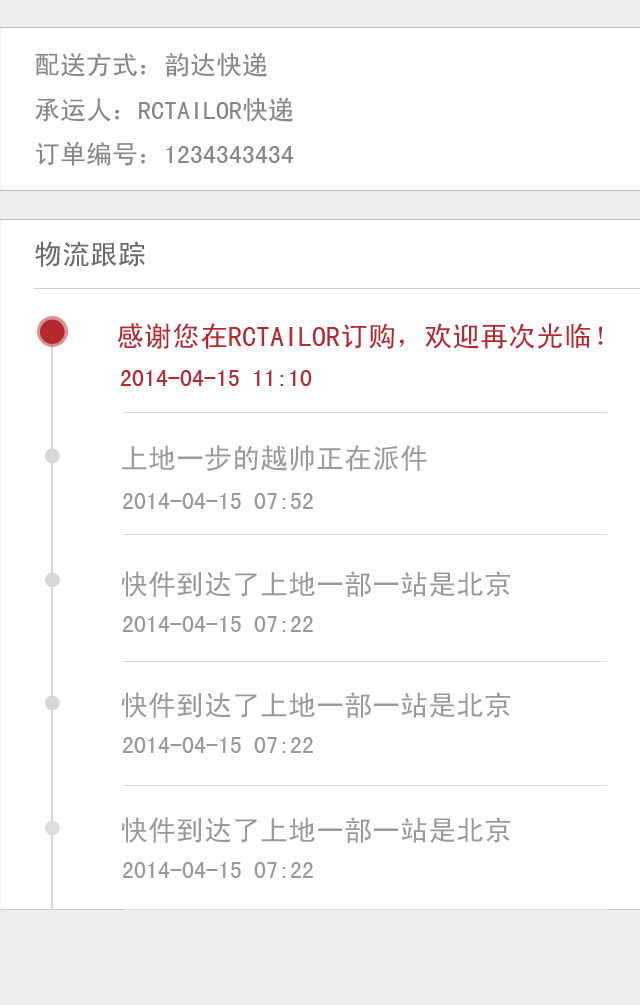 配送方式：韵达快递
承运人：RCTAILOR快递
订单编号：1234343434
物流跟踪
感谢您在RCTAILOR订购，欢迎再次光临！
2014-04-15 11:10
上地一步的越帅正在派件
2014-04-15 07:52
快件到达了上地一部一站是北京
2014-04-15 07:22
快件到达了上地一部一站是北京
2014-04-15 07:22
快件到达了上地一部一站是北京
2014-04-15 07:22